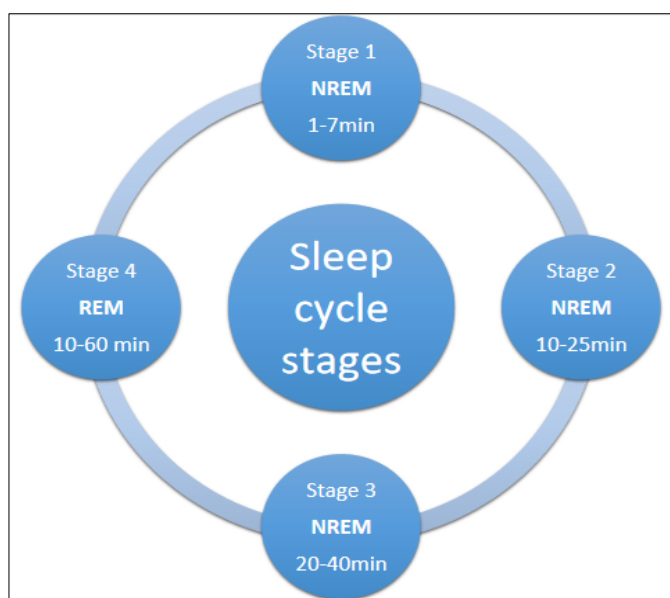 Stage 1
NREM
1-7min
Sleep
cycle
stages
Stage 4
REM
10-60 min
Stage 2
NREM
10-25min
Stage 3
NREM
20-40min